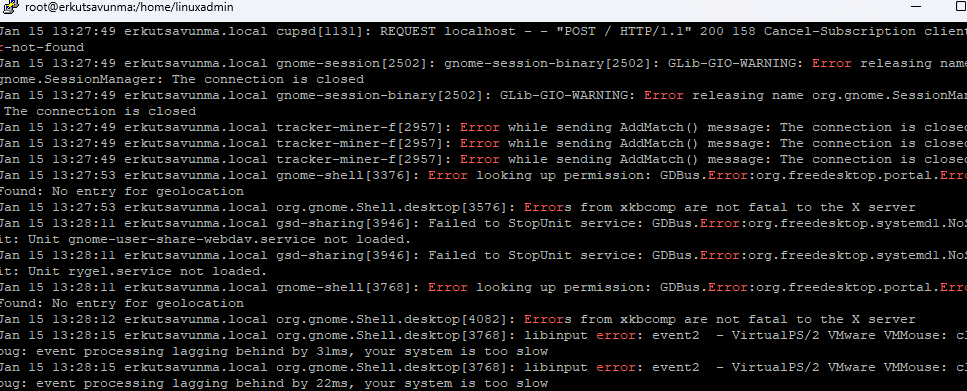 root@erkutsavunma:/home/linuxadmin
Jan 15 13:27:49 erkutsavunma.local cupsd[1131]: REQUEST localhost - - "POST / HTTP/1.1" 200 158 Cancel-Subscription client
r-not-found
Jan 15 13:27:49 erkutsavunma.local gnome-session[2502]: gnome-session-binary[2502]: GLib-GIO-WARNING: Error releasing name
gnome.SessionManager: The connection is closed
Jan 15 13:27:49 erkutsavunma.local gnome-session-binary[2502]: GLib-GIO-WARNING: Error releasing name org.gnome.SessionMan
The connection is closed
Jan 15 13:27:49 erkutsavunma.local tracker-miner-f[2957]: Error while sending AddMatch() message: The connection is closed
Jan 15 13:27:49 erkutsavunma.local tracker-miner-f[2957]: Error while sending AddMatch() message: The connection is closed
Jan 15 13:27:49 erkutsavunma.local tracker-miner-f[2957]: Error while sending AddMatch() message: The connection is closed
Jan 15 13:27:53 erkutsavunma.local gnome-shell[3376]: Error looking up permission: GDBus.Error:org.freedesktop.portal.Erro
Found: No entry for geolocation
Jan 15 13:27:53 erkutsavunma.local org.gnome.Shell.desktop[3576]: Errors from xkbcomp are not fatal to the X server
Jan 15 13:28:11 erkutsavunma.local gsd-sharing[3946]: Failed to StopUnit service: GDBus.Error:org.freedesktop.systemd1.NoS
it: Unit gnome-user-share-webdav.service not loaded.
Jan 15 13:28:11 erkutsavunma.local gsd-sharing[3946]: Failed to StopUnit service: GDBus.Error:org.freedesktop.systemd1.NoS
it: Unit rygel.service not loaded.
Jan 15 13:28:11 erkutsavunma.local gnome-shell[3768]: Error looking up permission: GDBus.Error:org.freedesktop.portal.Erro
Found: No entry for geolocation
Jan 15 13:28:12 erkutsavunma.local org.gnome.Shell.desktop[4082]: Errors from xkbcomp are not fatal to the X server
Jan 15 13:28:15 erkutsavunma.local org.gnome.Shell.desktop[3768]: libinput error: event2 - VirtualPS/2 VMware VMMouse: cl
bug: event processing lagging behind by 31ms, your system is too slow
Jan 15 13:28:15 erkutsavunma.local org.gnome.Shell.desktop[3768]: libinput error: event2 - VirtualPS/2 VMware VMMouse: cl
bug: event processing lagging behind by 22ms, your system is too slow